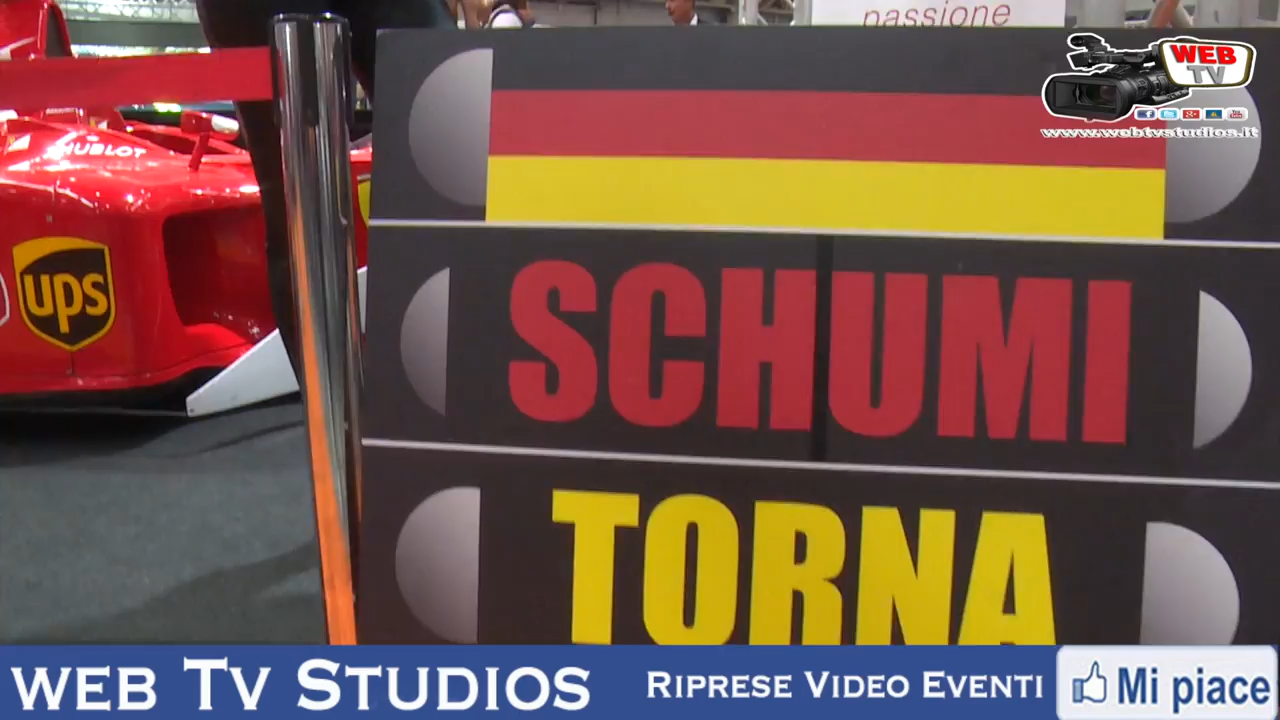 passione
WEB
TV
www.webtvstudios.it
HUBLOT
ups
SCHUMI
TORNA
WEB TV STUDIOS
RIPRESE VIDEO EVENTI
Mi piace